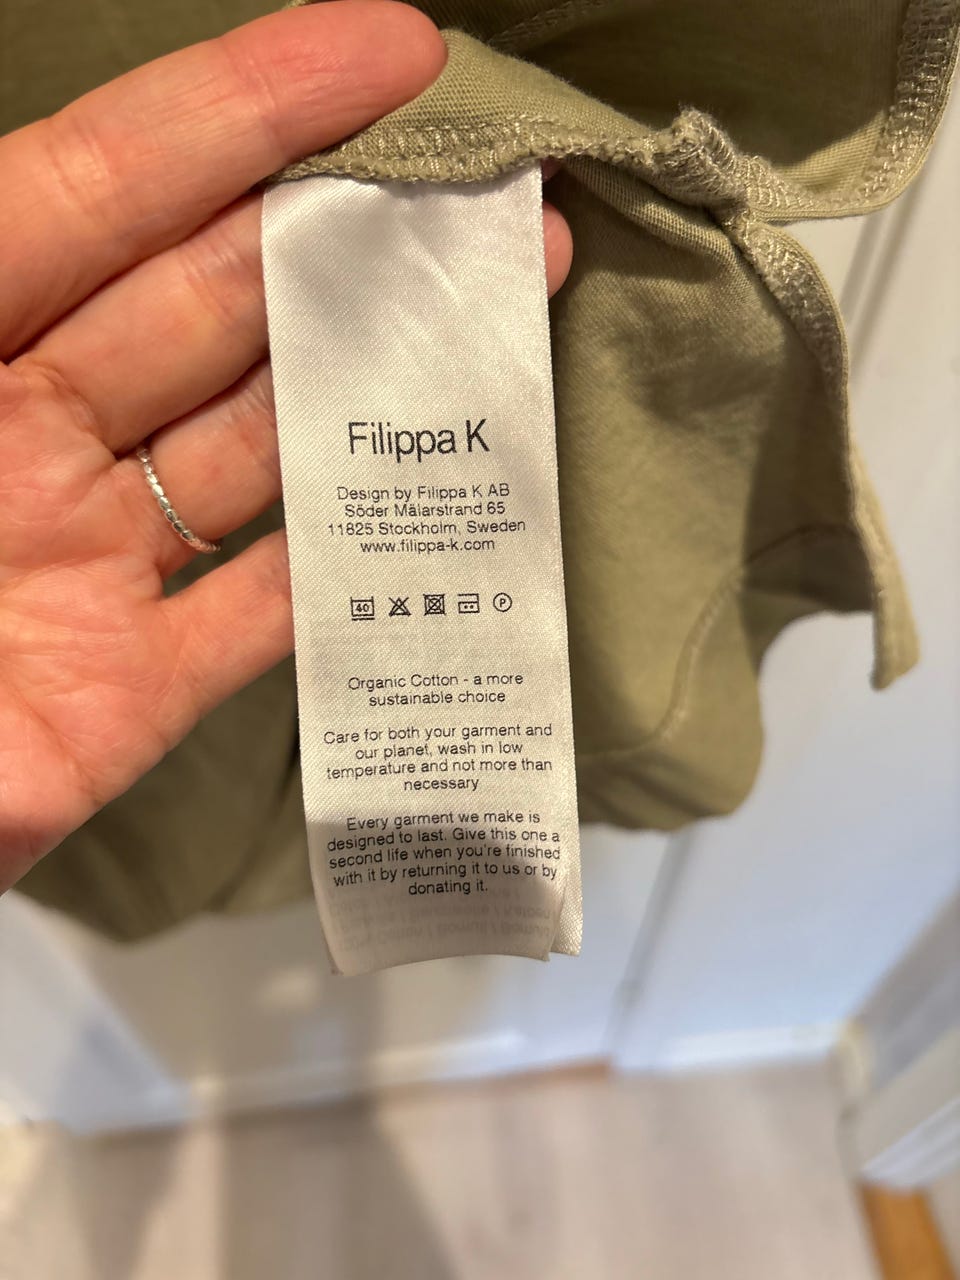 Filippa K
Design by Filippa K AB
Söder Mälarstrand 65
11825 Stockholm, Sweden
www.filippa-k.com
40
P
Organic Cotton - a more
sustainable choice
Care for both your garment and
our planet, wash in low
temperature and not more than
necessary
Every garment we make is
designed to last. Give this one a
second life when you're finished
with it by returning it to us or by
donating it.